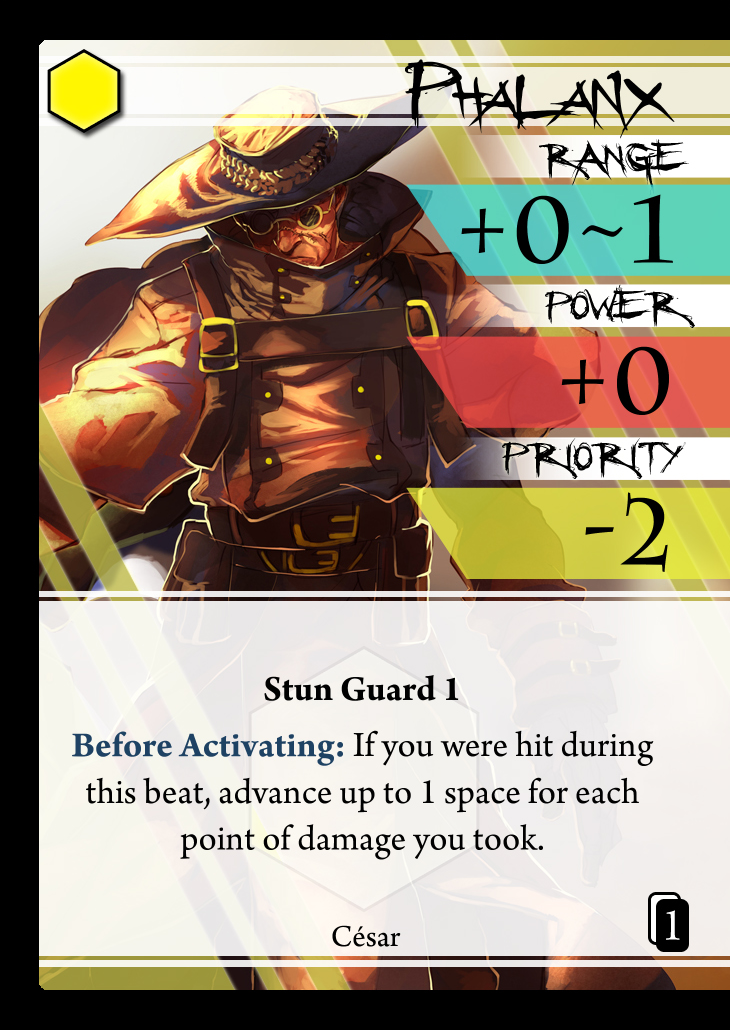 Phalanx
Range
+0~1
Power
+0
Priority
-2
Stun Guard 1
Before Activating: If you were hit during
this beat, advance up to 1 space for each
point of damage you took.
César
1